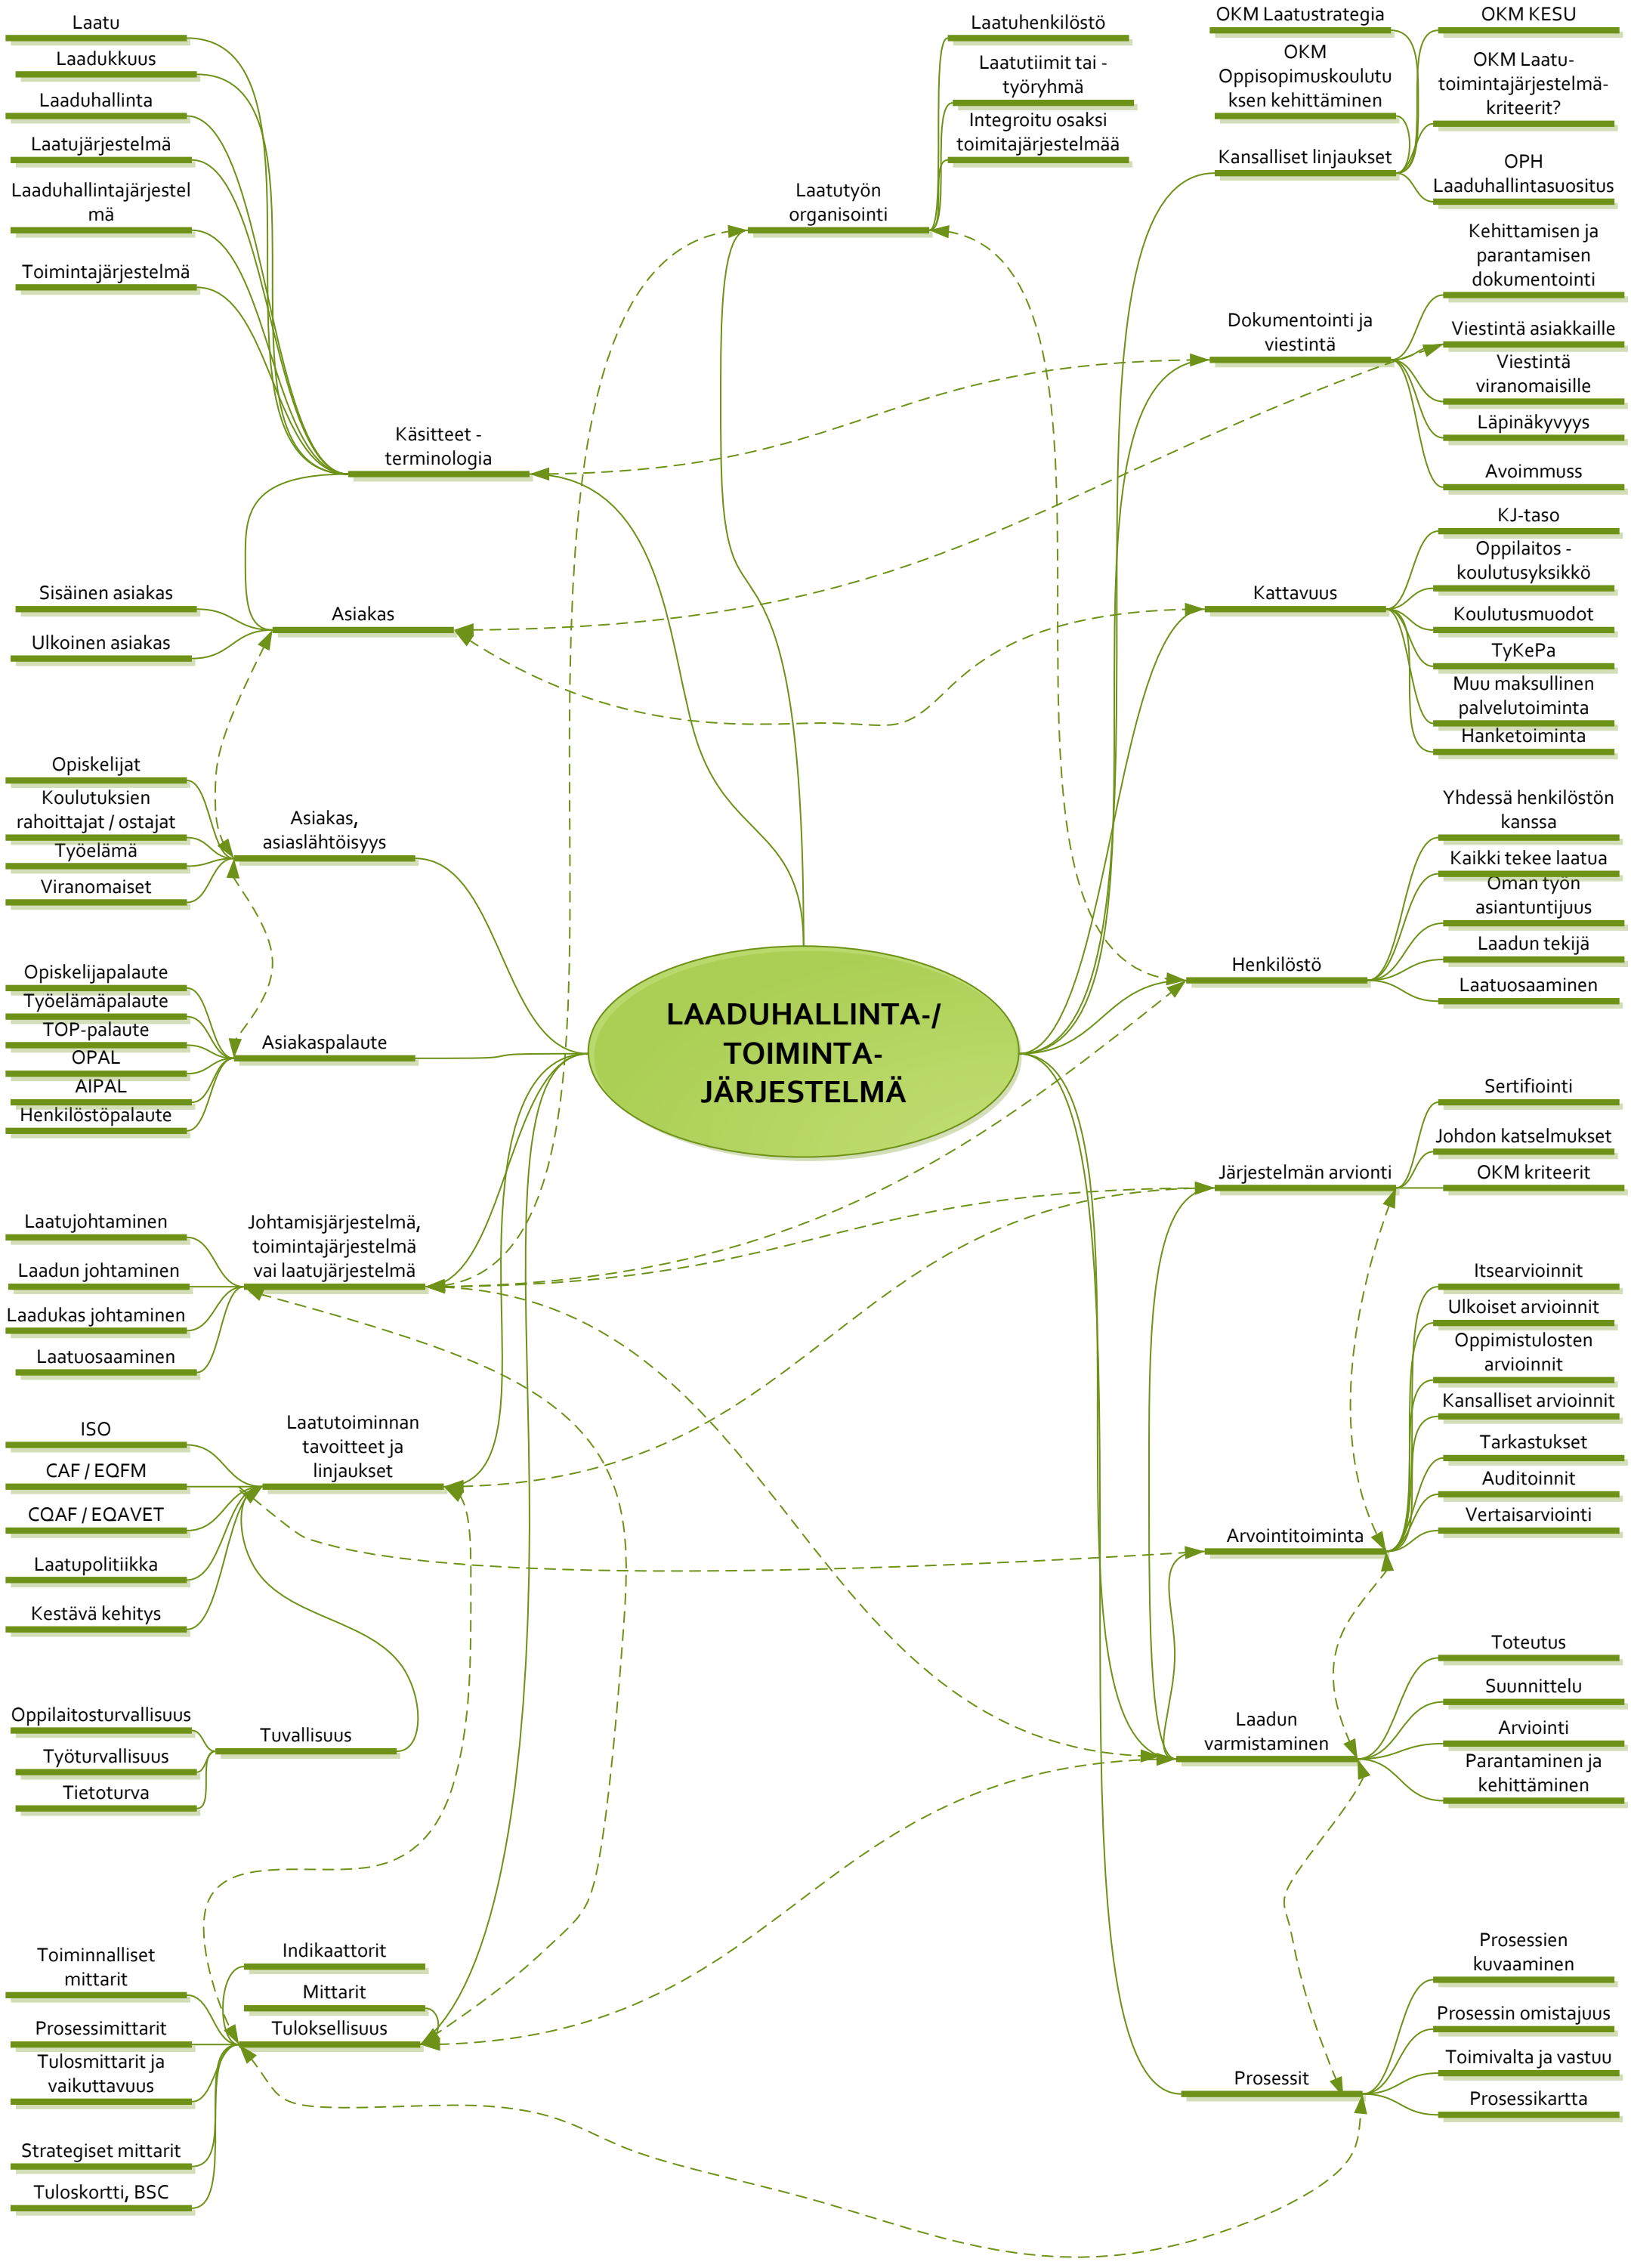 Laatu
Laadukkuus
Laaduhallinta
Laatujärjestelmä
Laaduhallintajärjestel
mä
Toimintajärjestelmä
Käsitteet -
terminologia
Sisäinen asiakas
Ulkoinen asiakas
Asiakas
Opiskelijat
Koulutuksien
rahoittajat / ostajat
Työelämä
Viranomaiset
Asiakas,
asiaslähtöisyys
Opiskelijapalaute
Työelämäpalaute
TOP-palaute
OPAL
AIPAL
Henkilöstöpalaute
Asiakaspalaute
Laatujohtaminen
Laadun johtaminen
Laadukas johtaminen
Laatuosaaminen
Johtamisjärjestelmä,
toimintajärjestelmä
vai laatujärjestelmä
ISO
CAF / EQFM
CQAF / EQAVET
Laatupolitiikka
Kestävä kehitys
Laatutoiminnan
tavoitteet ja
linjaukset
Oppilaitosturvallisuus
Työturvallisuus
Tietoturva
Tuvallisuus
Toiminnalliset
mittarit
Prosessimittarit
Tulosmittarit ja
vaikuttavuus
Strategiset mittarit
Tuloskortti, BSC
Indikaattorit
Mittarit
Tuloksellisuus
LAADUHALLINTA-/
TOIMINTA-
JÄRJESTELMÄ
Laatutyön
organisointi
Laatuhenkilöstö
Laatutiimit tai -
työryhmä
Integroitu osaksi
toimitajärjestelmää
OKM Laatustrategia
OKM
Oppisopimuskoulutu
ksen kehittäminen
Kansalliset linjaukset
OKM KESU
OKM Laatu-
toimintajärjestelmä-
kriteerit?
OPH
Laaduhallintasuositus
Dokumentointi ja
viestintä
Kehittamisen ja
parantamisen
dokumentointi
Viestintä asiakkaille
Viestintä
viranomaisille
Läpinäkyvyys
Avoimmuss
Kattavuus
KJ-taso
Oppilaitos -
koulutusyksikkö
Koulutusmuodot
TyKePa
Muu maksullinen
palvelutoiminta
Hanketoiminta
Henkilöstö
Yhdessä henkilöstön
kanssa
Kaikki tekee laatua
Oman työn
asiantuntijuus
Laadun tekijä
Laatuosaaminen
Järjestelmän arvionti
Sertifiointi
Johdon katselmukset
OKM kriteerit
Arvointitoiminta
Itsearvioinnit
Ulkoiset arvioinnit
Oppimistulosten
arvioinnit
Kansalliset arvioinnit
Tarkastukset
Auditoinnit
Vertaisarviointi
Laadun
varmistaminen
Toteutus
Suunnittelu
Arviointi
Parantaminen ja
kehittäminen
Prosessit
Prosessien
kuvaaminen
Prosessin omistajuus
Toimivalta ja vastuu
Prosessikartta